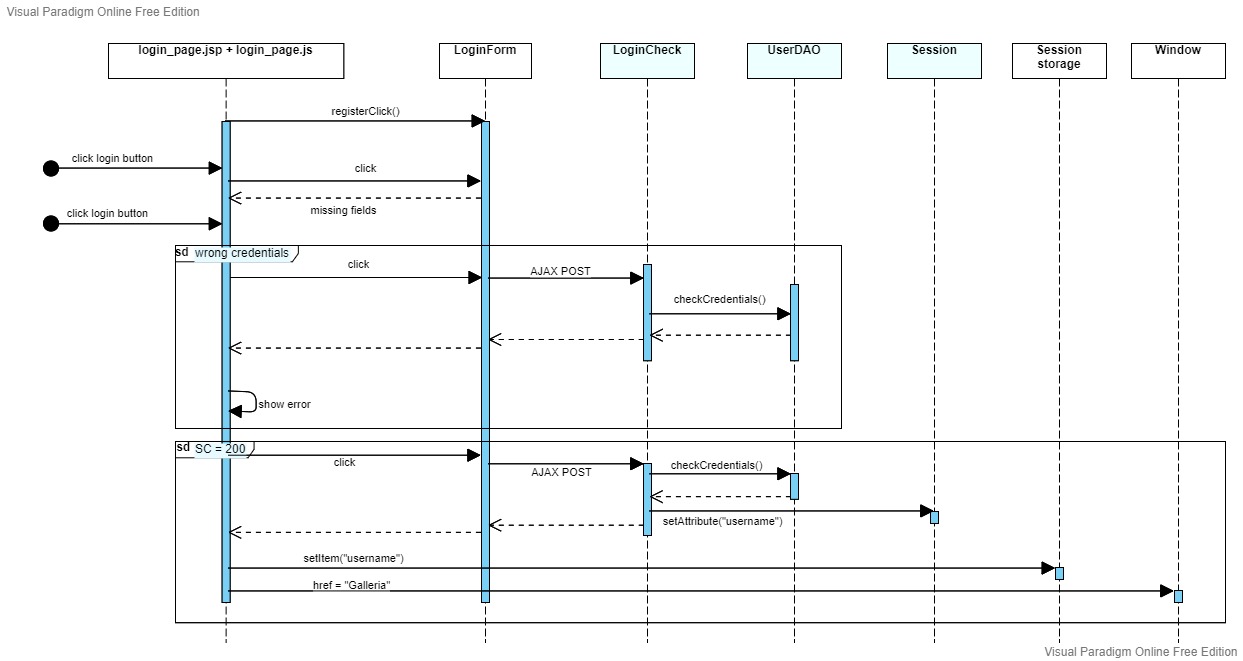 Visual Paradigm Online Free Edition
login_page.jsp + login_page.js
LoginForm
LoginCheck
UserDAO
Session
Session
storage
Window
registerClick()
click login button
click
missing fields
click login button
sd wrong credentials
click
AJAX POST
checkCredentials()
show error
sd SC = 200
click
AJAX POST
checkCredentials()
setAttribute("username")
setItem("username")
href = "Galleria"
Visual Paradigm Online Free Edition